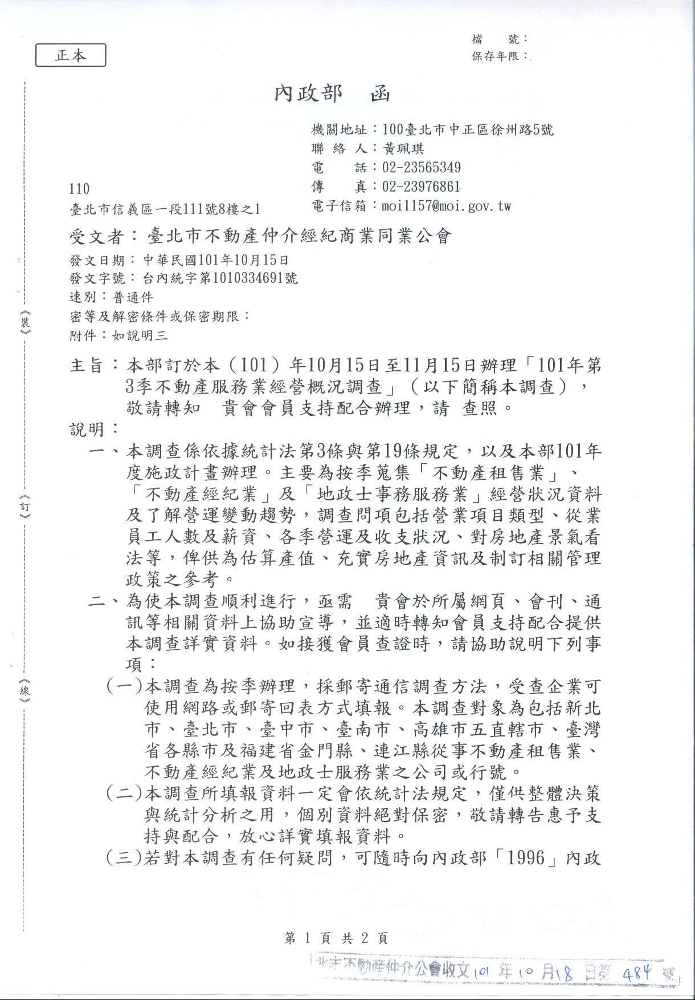 檔　　號：
保存年限：
正本
內政部　函
機關地址：100臺北市中正區徐州路5號
聯 絡 人：黃珮琪
電　　話：02-23565349
傳　　真：02-23976861
電子信箱：moi1157@moi.gov.tw
110
臺北市信義區一段111號8樓之1
受文者：臺北市不動產仲介經紀商業同業公會
發文日期：中華民國101年10月15日
發文字號：台內統字第1010334691號
速別：普通件
密等及解密條件或保密期限：
附件：如說明三
主旨：本部訂於本（101）年10月15日至11月15日辦理「101年第
3季不動產服務業經營概況調查」（以下簡稱本調查），
敬請轉知　貴會會員支持配合辦理，請 查照。
說明：
一、本調查係依據統計法第3條與第19條規定，以及本部101年
度施政計畫辦理。主要為按季蒐集「不動產租售業」、
「不動產經紀業」及「地政士事務服務業」經營狀況資料
及了解營運變動趨勢，調查問項包括營業項目類型、從業
員工人數及薪資、各季營運及收支狀況、對房地產景氣看
法等，俾供為估算產值、充實房地產資訊及制訂相關管理
政策之參考。
二、為使本調查順利進行，亟需　貴會於所屬網頁、會刊、通
訊等相關資料上協助宣導，並適時轉知會員支持配合提供
本調查詳實資料。如接獲會員查證時，請協助說明下列事
項：
(一)本調查為按季辦理，採郵寄通信調查方法，受查企業可
使用網路或郵寄回表方式填報。本調查對象為包括新北
市、臺北市、臺中市、臺南市、高雄市五直轄市、臺灣
省各縣市及福建省金門縣、連江縣從事不動產租售業、
不動產經紀業及地政士服務業之公司或行號。
(二)本調查所填報資料一定會依統計法規定，僅供整體決策
與統計分析之用，個別資料絕對保密，敬請轉告惠予支
持與配合，放心詳實填報資料。
(三)若對本調查有任何疑問，可隨時向內政部「1996」內政
《裝》
《訂》
《線》
第 1 頁 共 2 頁
北市不動產仲介公會收文101年10月18日第 484 號